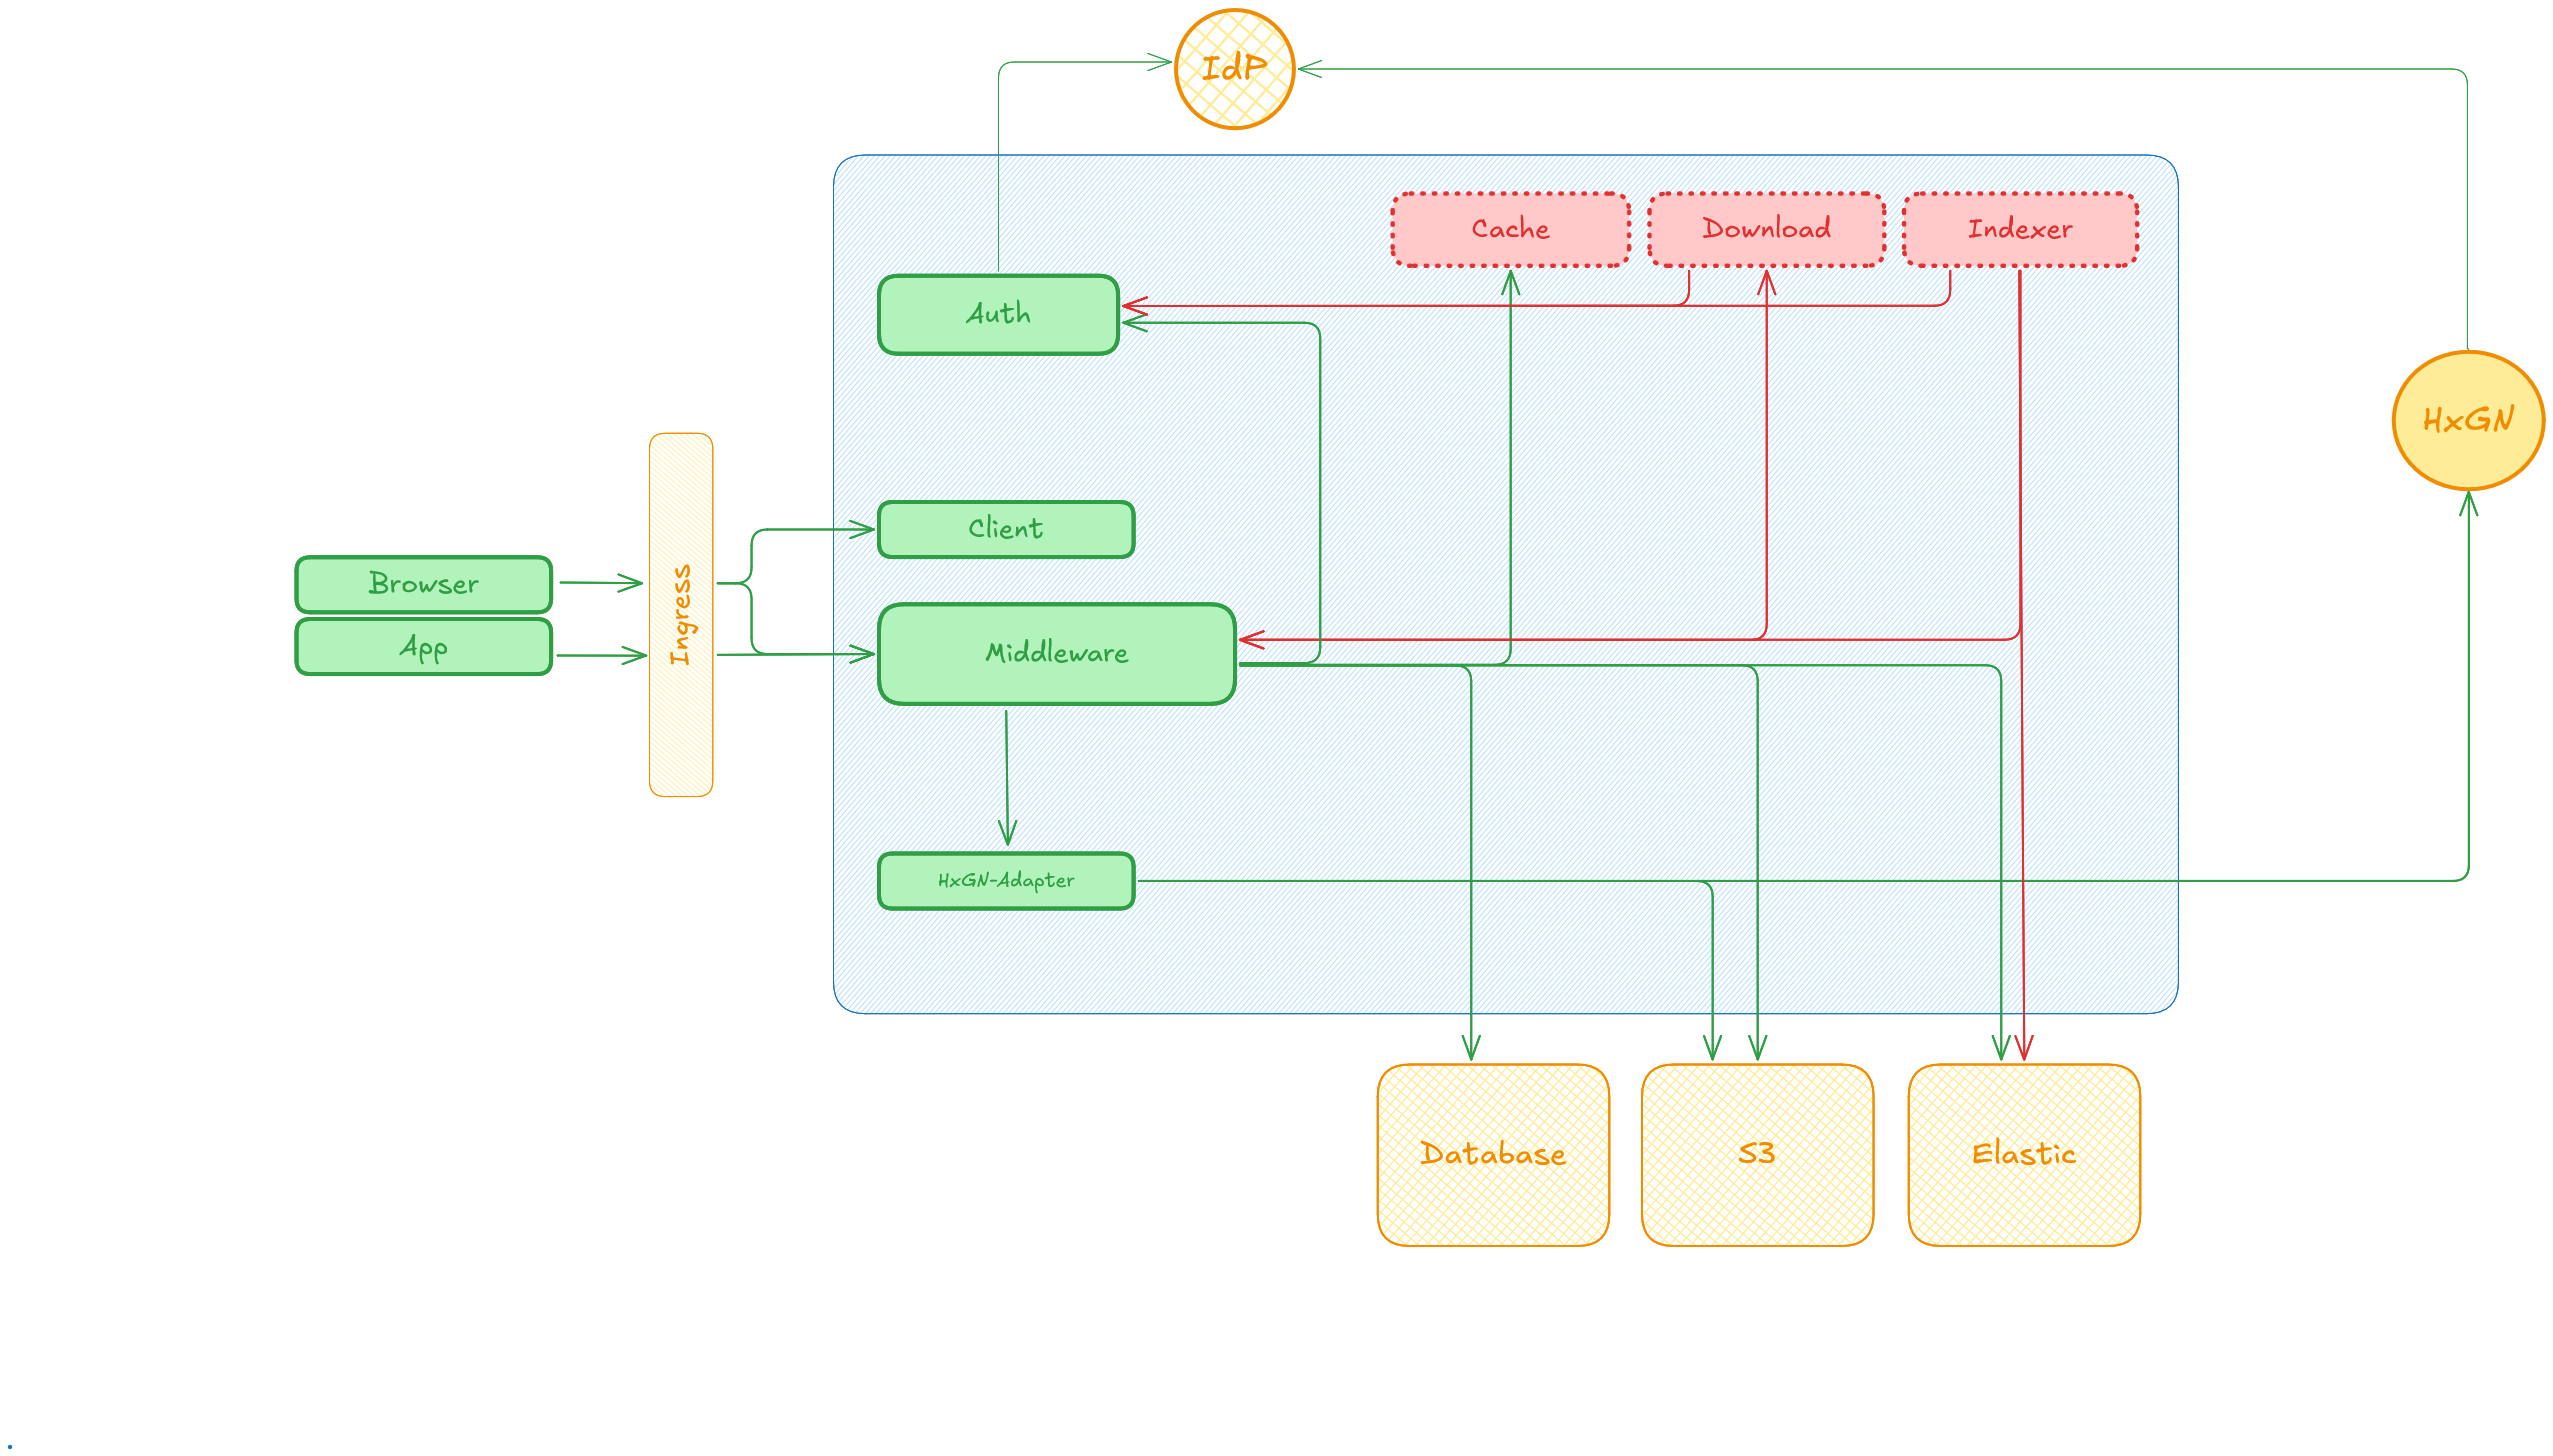 IdP
Cache
Download
Indexer
Auth
HxGN
Client
Browser
App
Ingress
Middleware
HxGN-Adapter
Database
S3
Elastic